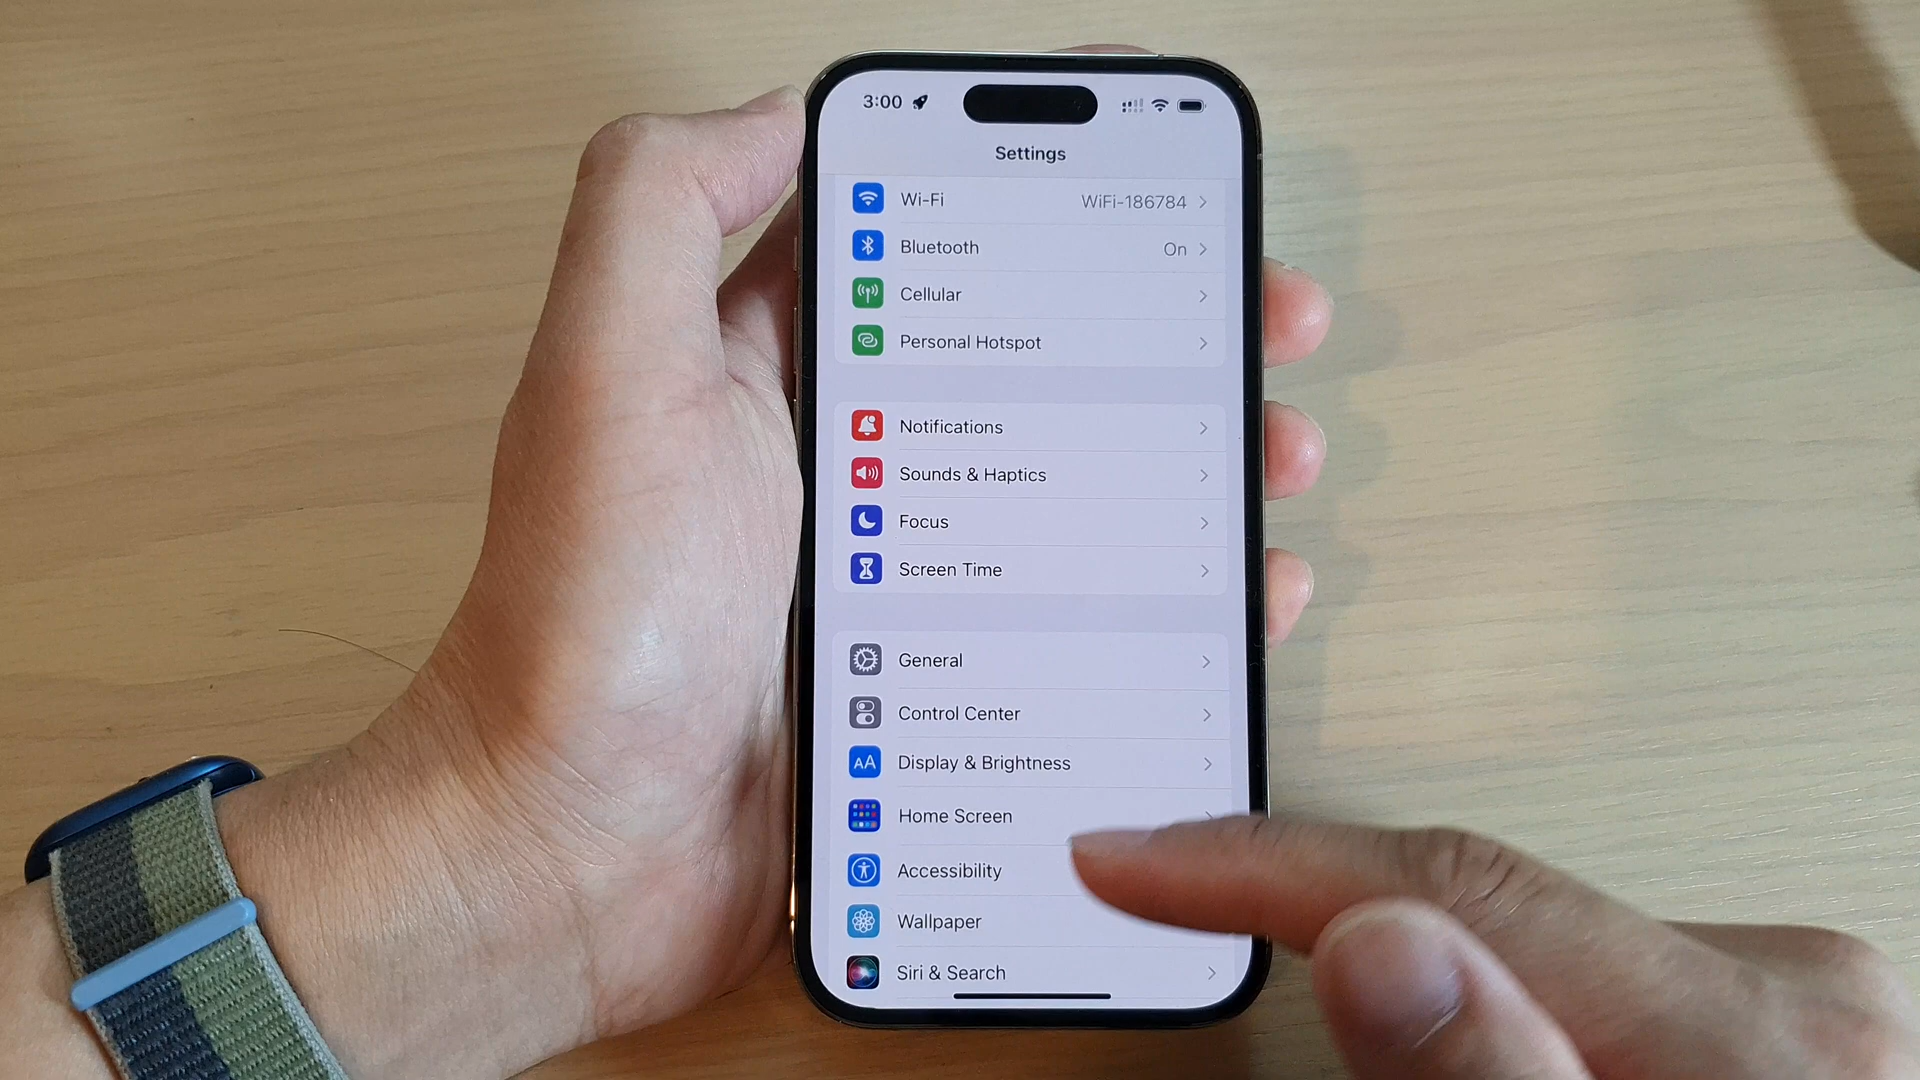 3:00
Settings
Wi-Fi WiFi-186784
Bluetooth On
Cellular
Personal Hotspot
Notifications
Sounds & Haptics
Focus
Screen Time
General
Control Center
AA Display & Brightness
Home Screen
Accessibility
Wallpaper
Siri & Search